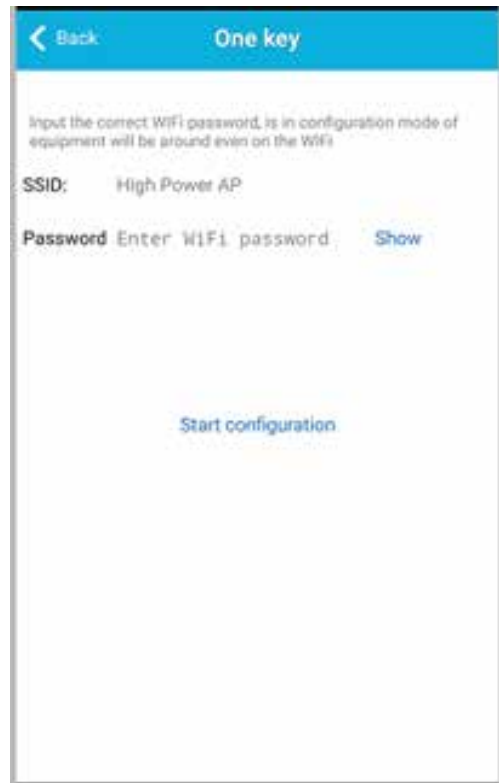 Back One key
Input the correct WIFI password, is in configuration mode of
equipment will be around even on the WIFI
SSID: High Power AP
Password Enter WiFi password Show
Start configuration